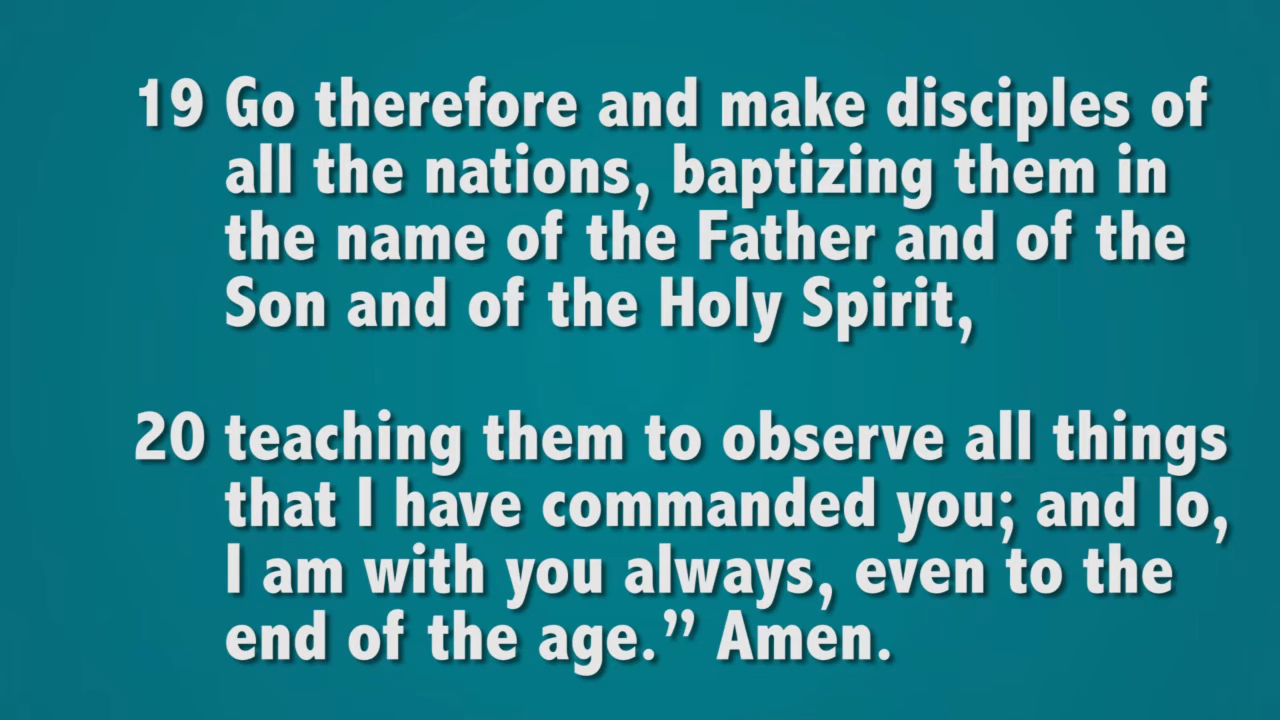 19 Go therefore and make disciples of
all the nations, baptizing them in
the name of the Father and of the
Son and of the Holy Spirit,
20 teaching them to observe all things
that I have commanded you; and lo,
I am with you always, even to the
end of the age.” Amen.